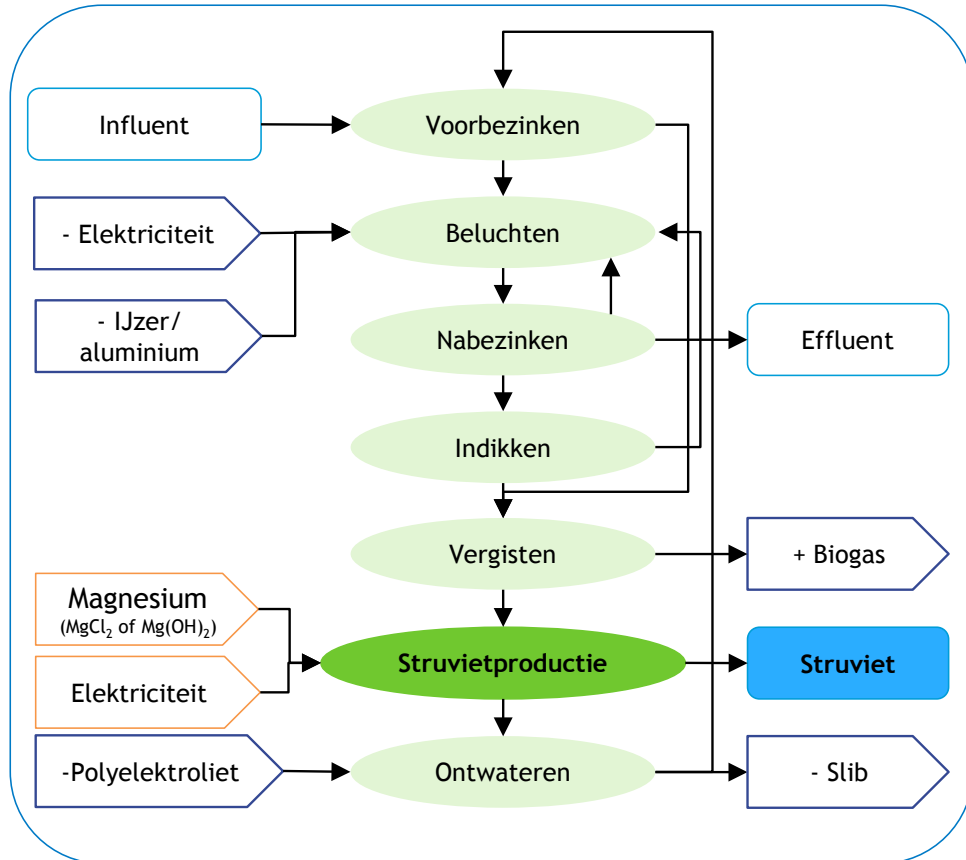 Influent
Voorbezinken
- Elektriciteit
Beluchten
- IJzer/
aluminium
Nabezinken
Effluent
Indikken
Vergisten
+ Biogas
Magnesium
(MgCl₂ of Mg(OH)₂)
Struvietproductie
Struviet
Elektriciteit
-Polyelektroliet
Ontwateren
- Slib